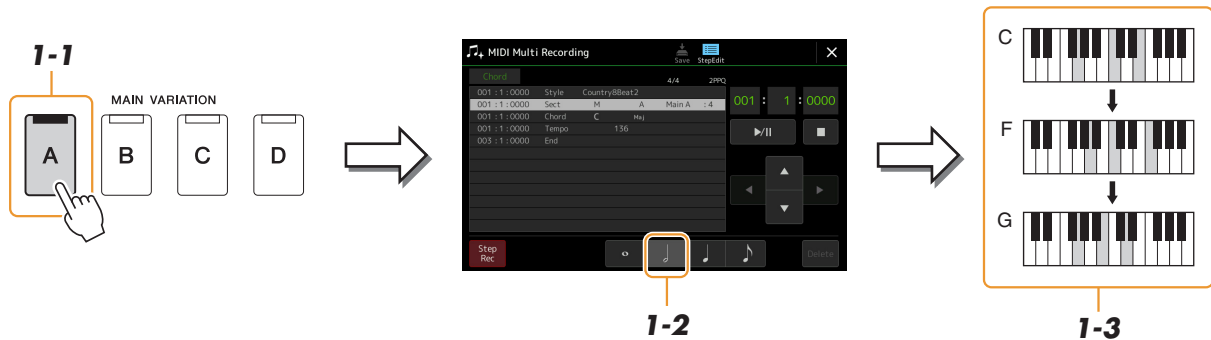 1-1
MAIN VARIATION
A
B
C
D
MIDI Multi Recording
Save
StepEdit
Chord
4/4
2PPQ
001 : 1 : 0000 Style Country8Beat2
001 : 1 : 0000 Sect M A Main A : 4
001 : 1 : 0000 Chord C Maj
001 : 1 : 0000 Tempo 136
003 : 1 : 0000 End
001 : 1 : 0000
Step
Rec
Delete
1-2
C
F
G
1-3